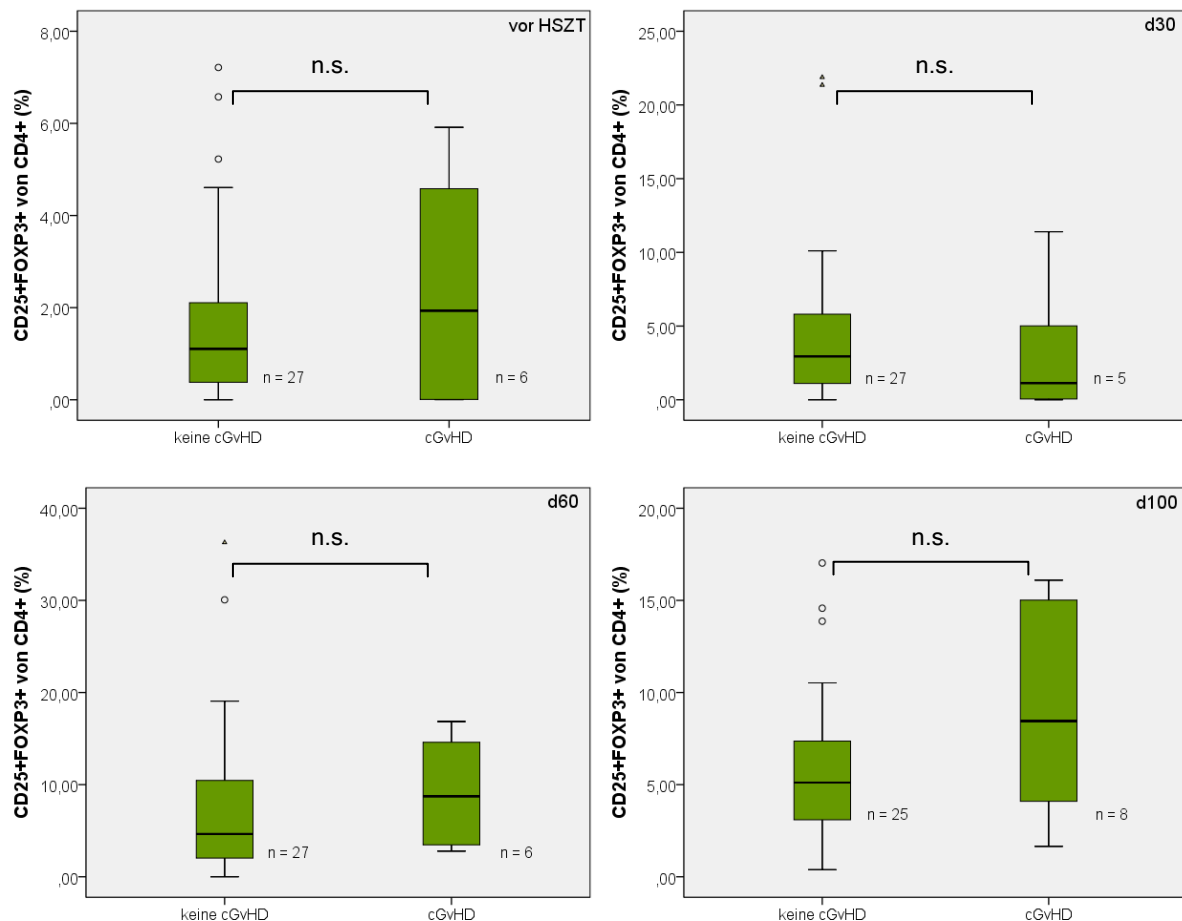 CD25+FOXP3+ von CD4+ (%)
8,00
6,00
4,00
2,00
,00
vor HSZT
n.s.
n = 27
n = 6
keine cGvHD
cGvHD
CD25+FOXP3+ von CD4+ (%)
25,00
20,00
15,00
10,00
5,00
,00
d30
n.s.
n = 27
n = 5
keine cGvHD
cGvHD
CD25+FOXP3+ von CD4+ (%)
40,00
30,00
20,00
10,00
,00
d60
n.s.
n = 27
n = 6
keine cGvHD
cGvHD
CD25+FOXP3+ von CD4+ (%)
20,00
15,00
10,00
5,00
,00
d100
n.s.
n = 25
n = 8
keine cGvHD
cGvHD